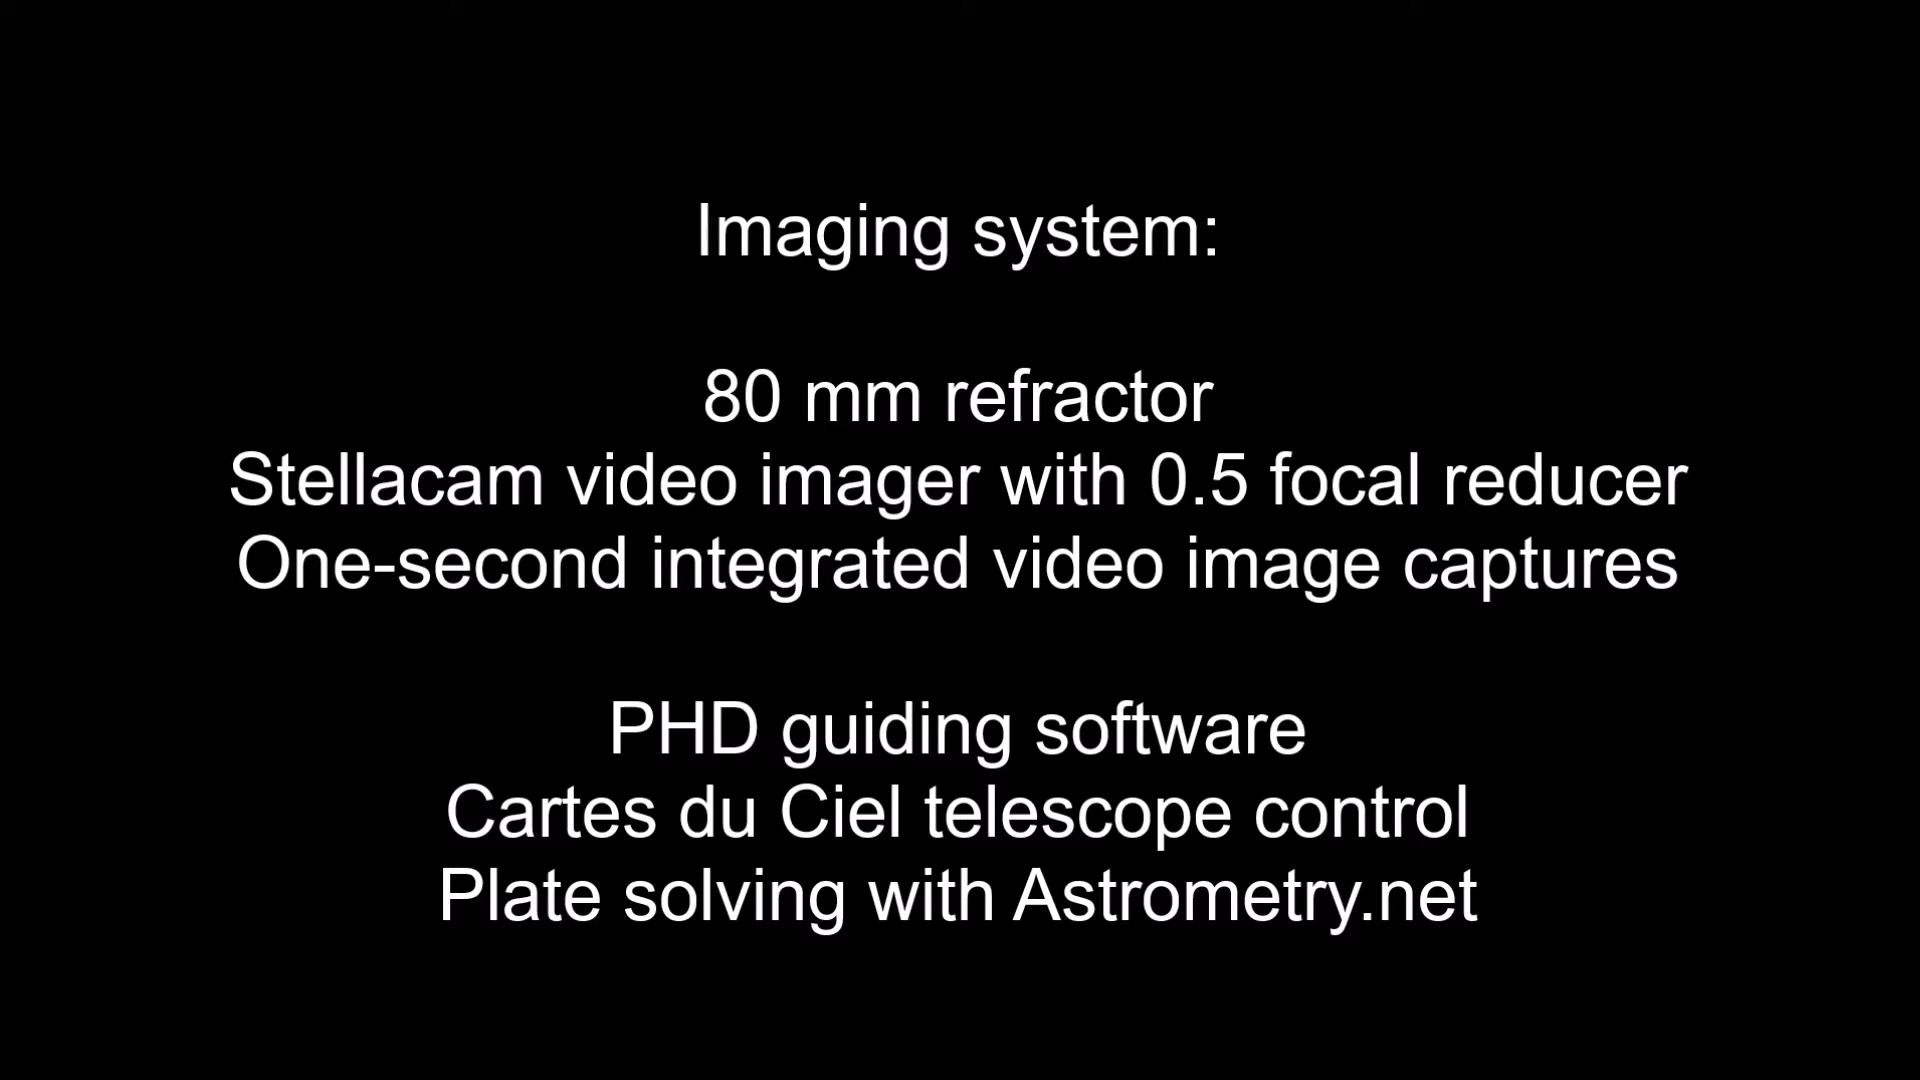 Imaging system:
80 mm refractor
Stellacam video imager with 0.5 focal reducer
One-second integrated video image captures
PHD guiding software
Cartes du Ciel telescope control
Plate solving with Astrometry.net